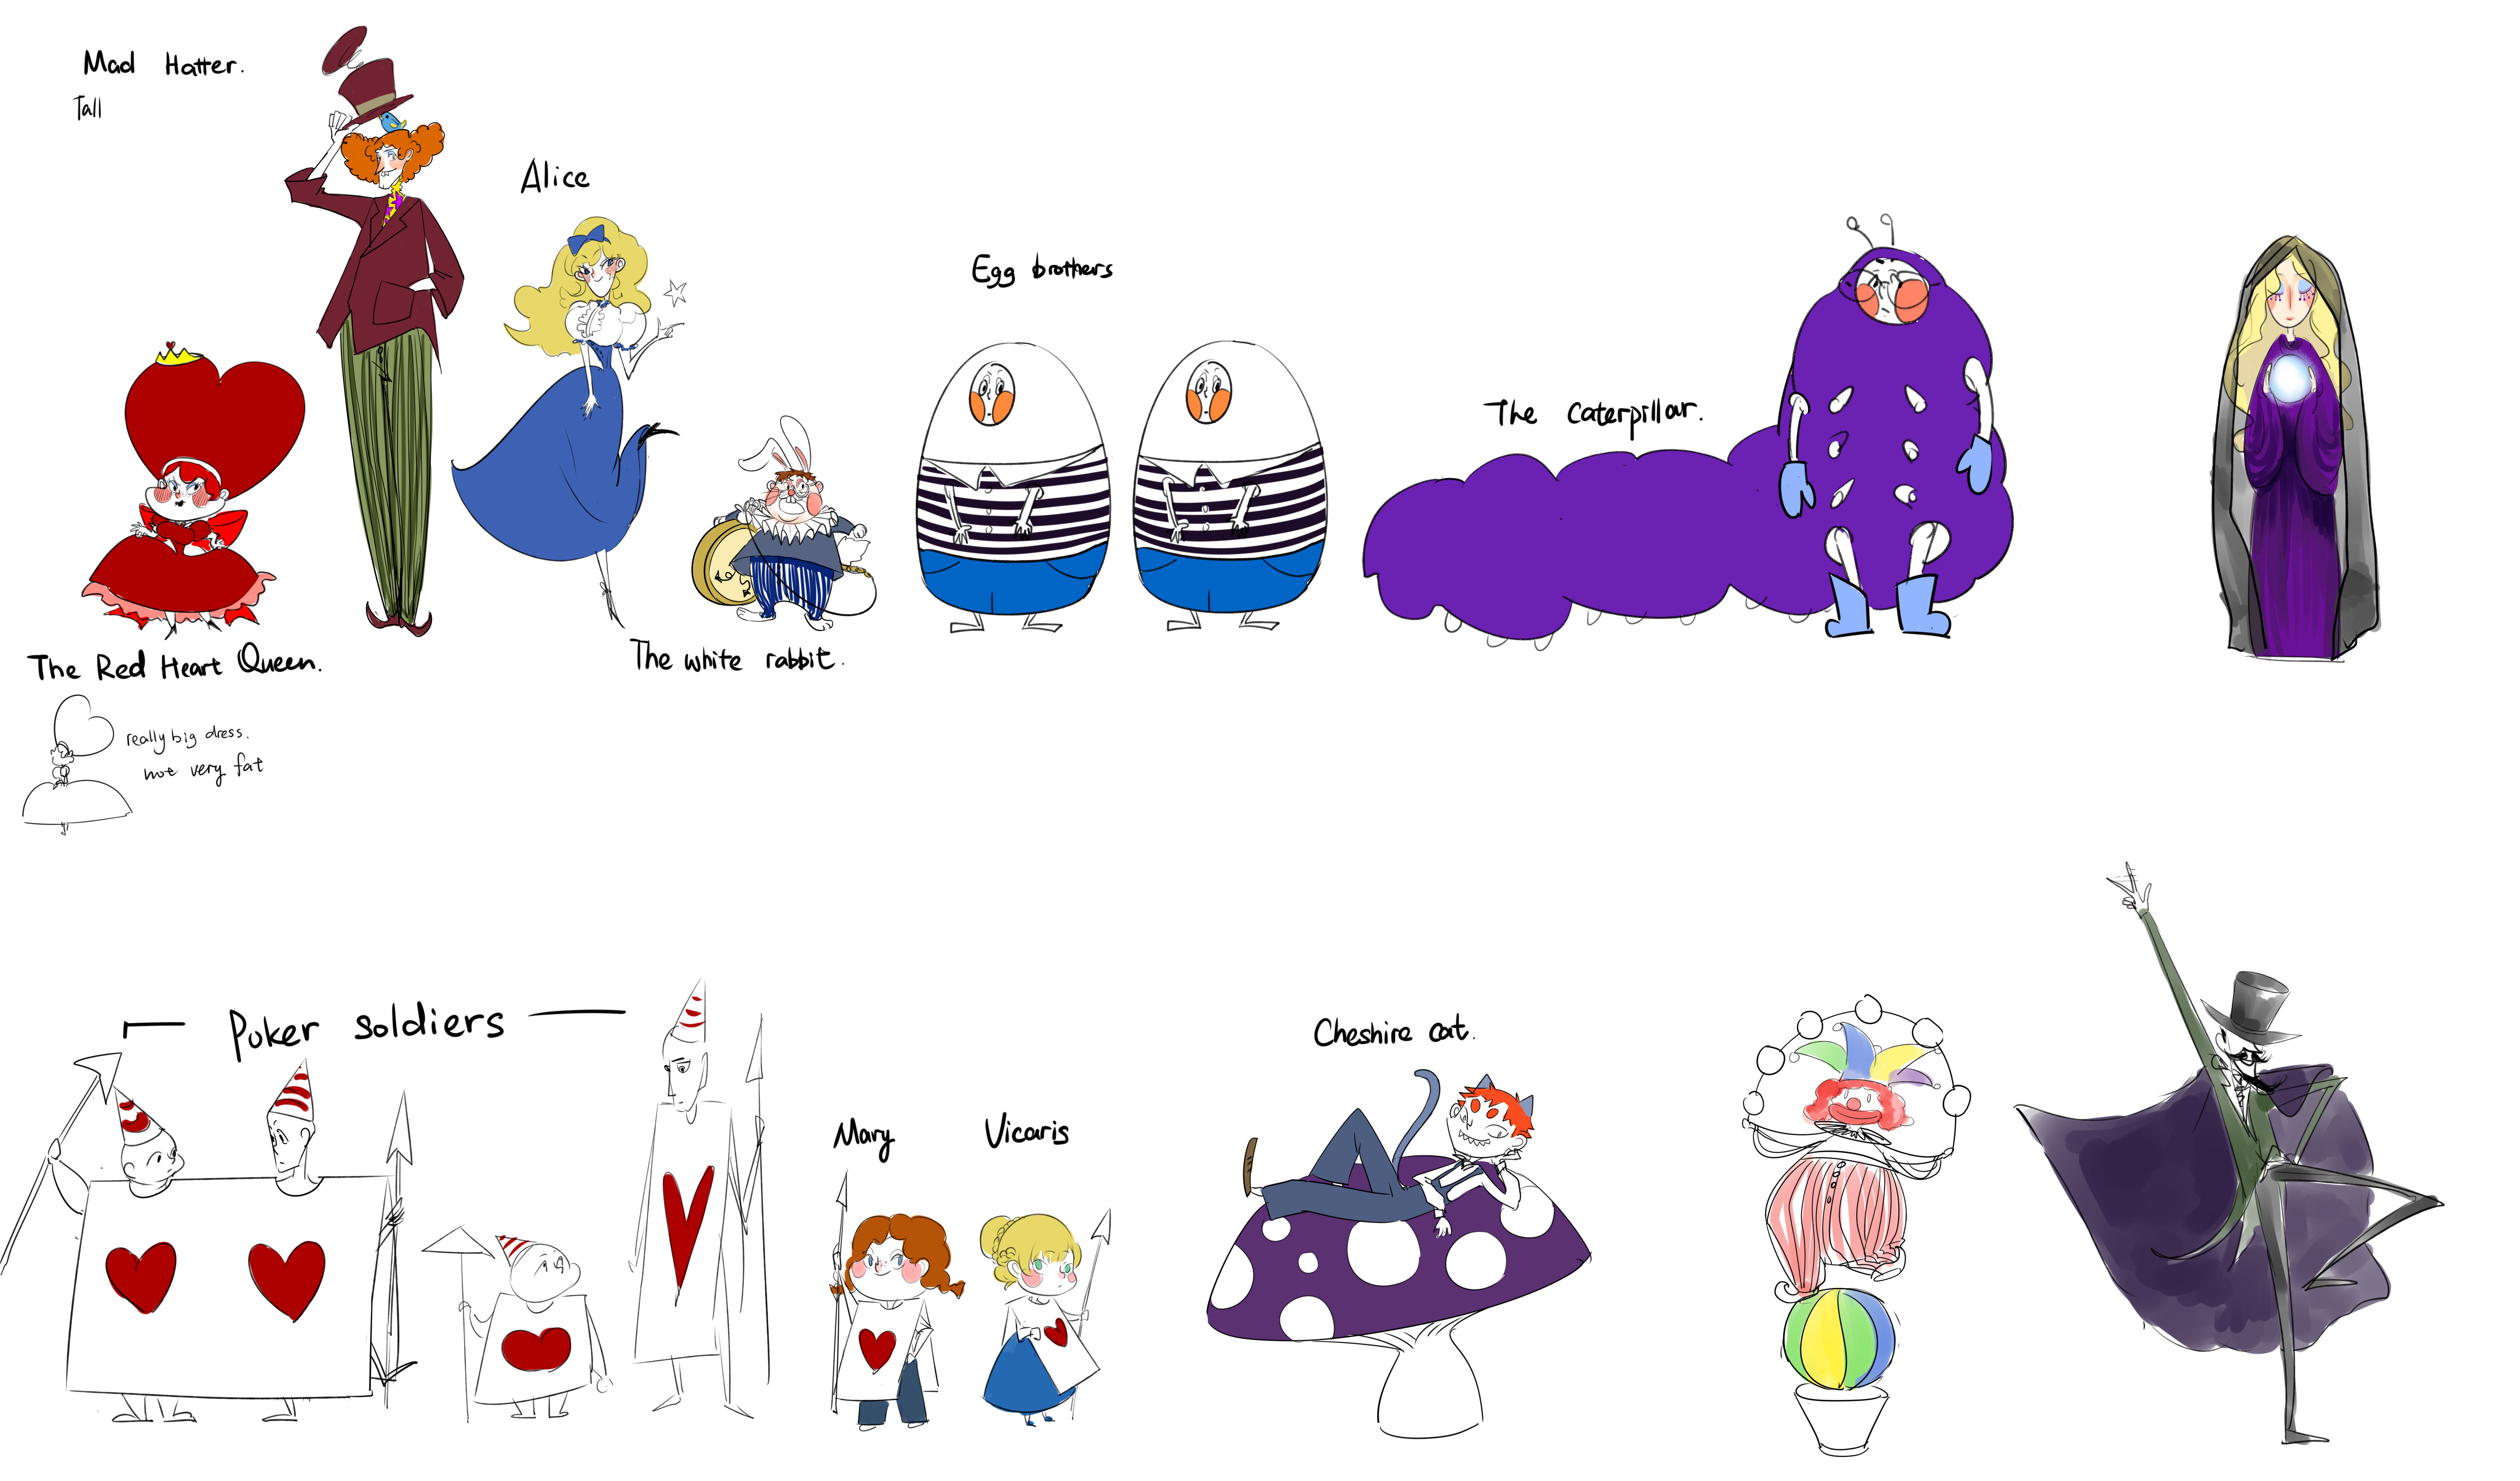 Mad Hatter.
Tall
Alice
Egg brothers
The Caterpillar.
The Red Heart Queen.
The white rabbit.
really big dress.
not very fat
Poker soldiers
Mary
Vicaris
Cheshire cat.